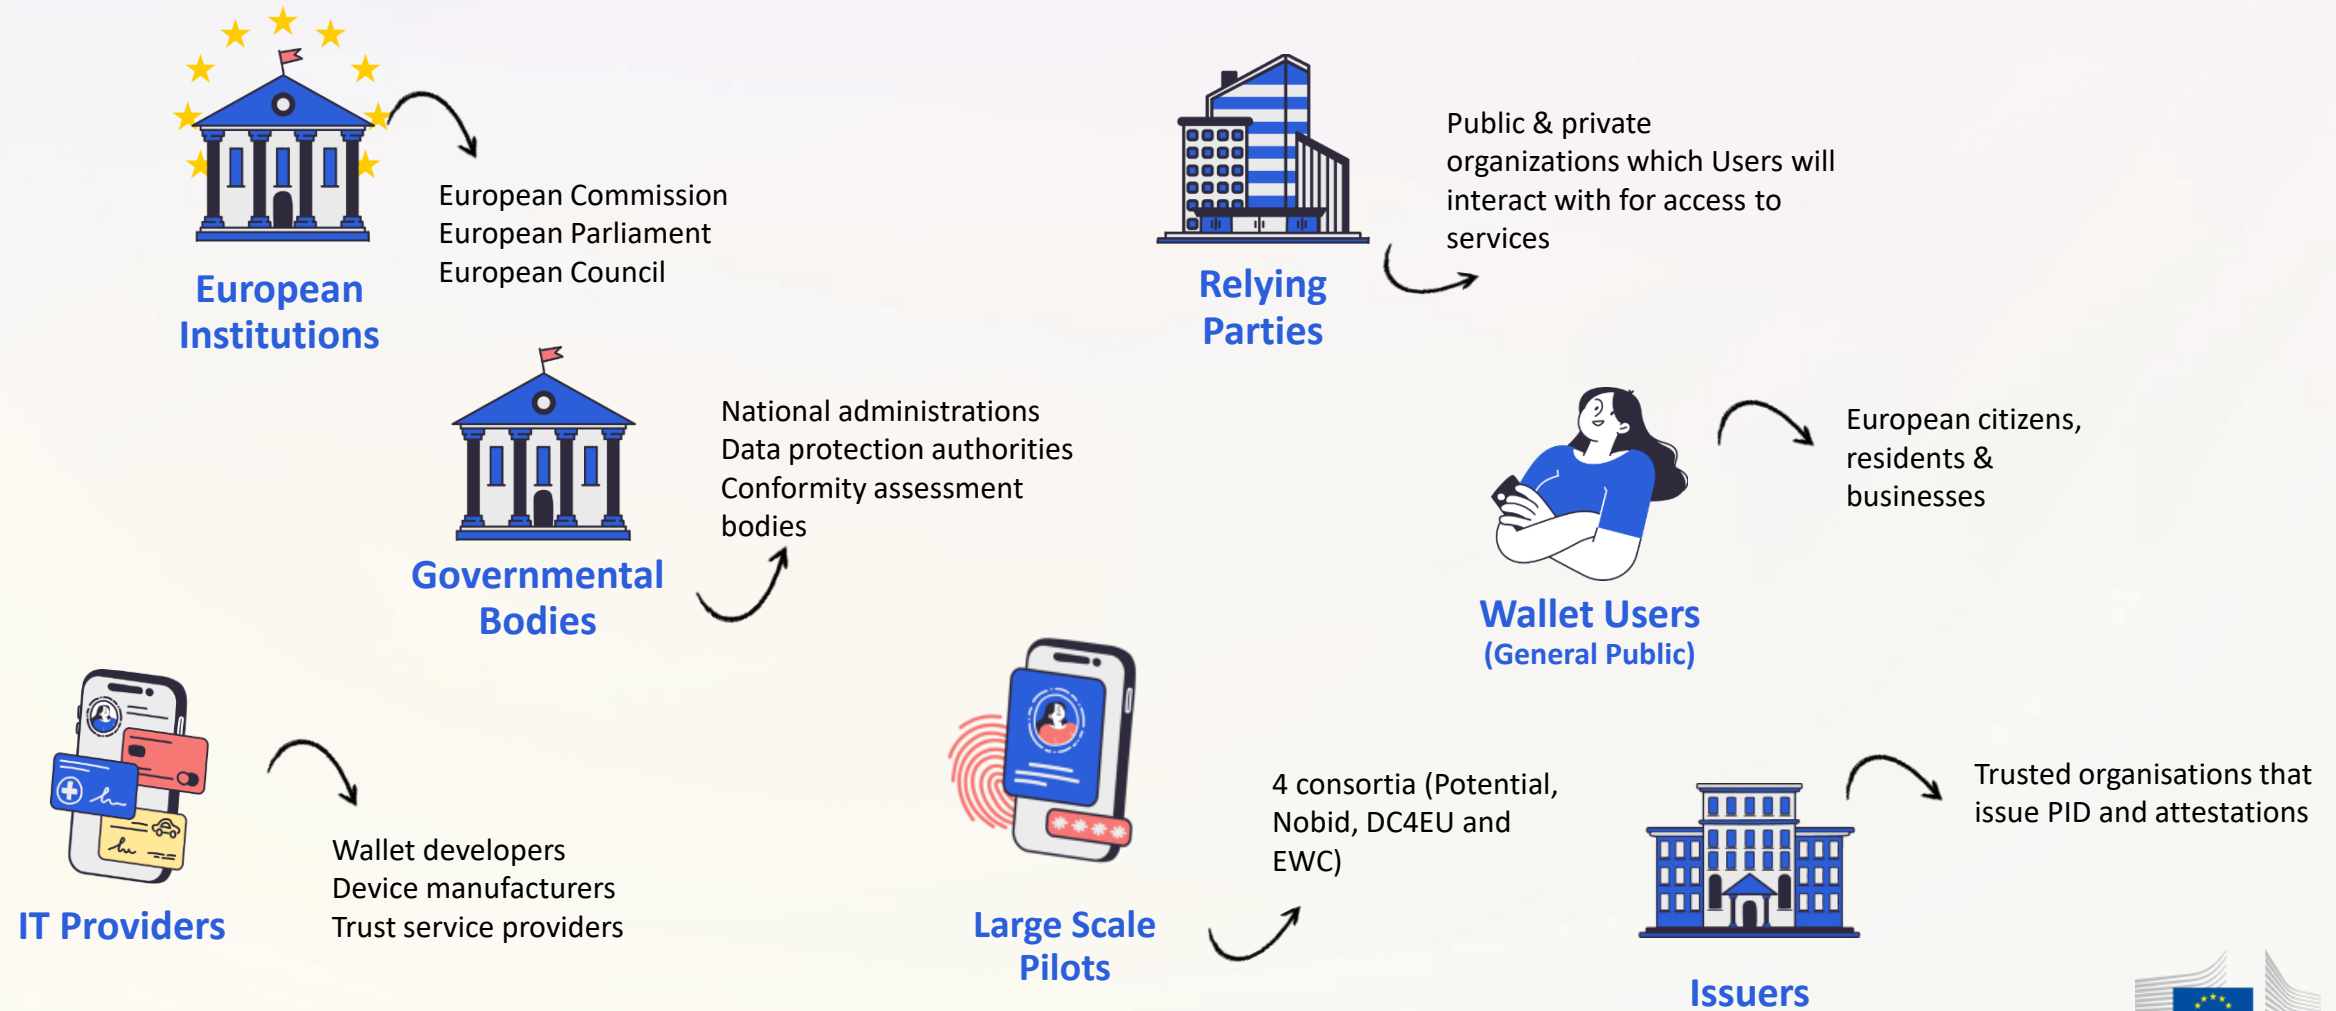 European Commission
European Parliament
European Council
European
Institutions
Public & private
organizations which Users will
interact with for access to
services
Relying
Parties
National administrations
Data protection authorities
Conformity assessment
bodies
Governmental
Bodies
European citizens,
residents &
businesses
Wallet Users
(General Public)
Wallet developers
Device manufacturers
Trust service providers
IT Providers
4 consortia (Potential,
Nobid, DC4EU and
EWC)
Large Scale
Pilots
Trusted organisations that
issue PID and attestations
Issuers